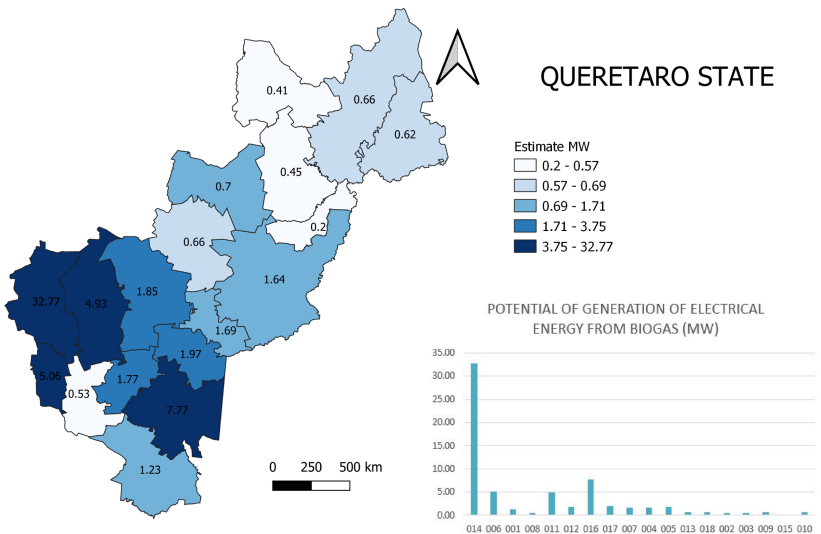 QUERETARO STATE
Estimate MW
0.2 - 0.57
0.57 - 0.69
0.69 - 1.71
1.71 - 3.75
3.75 - 32.77
0.41
0.66
0.62
0.45
0.7
0.2
0.66
1.64
1.85
32.77
4.93
1.69
1.97
5.06
1.77
0.53
7.77
1.23
0 250 500 km
POTENTIAL OF GENERATION OF ELECTRICAL
ENERGY FROM BIOGAS (MW)
35.00
30.00
25.00
20.00
15.00
10.00
5.00
0.00
014 006 001 008 011 012 016 017 007 004 005 013 018 002 003 009 015 010